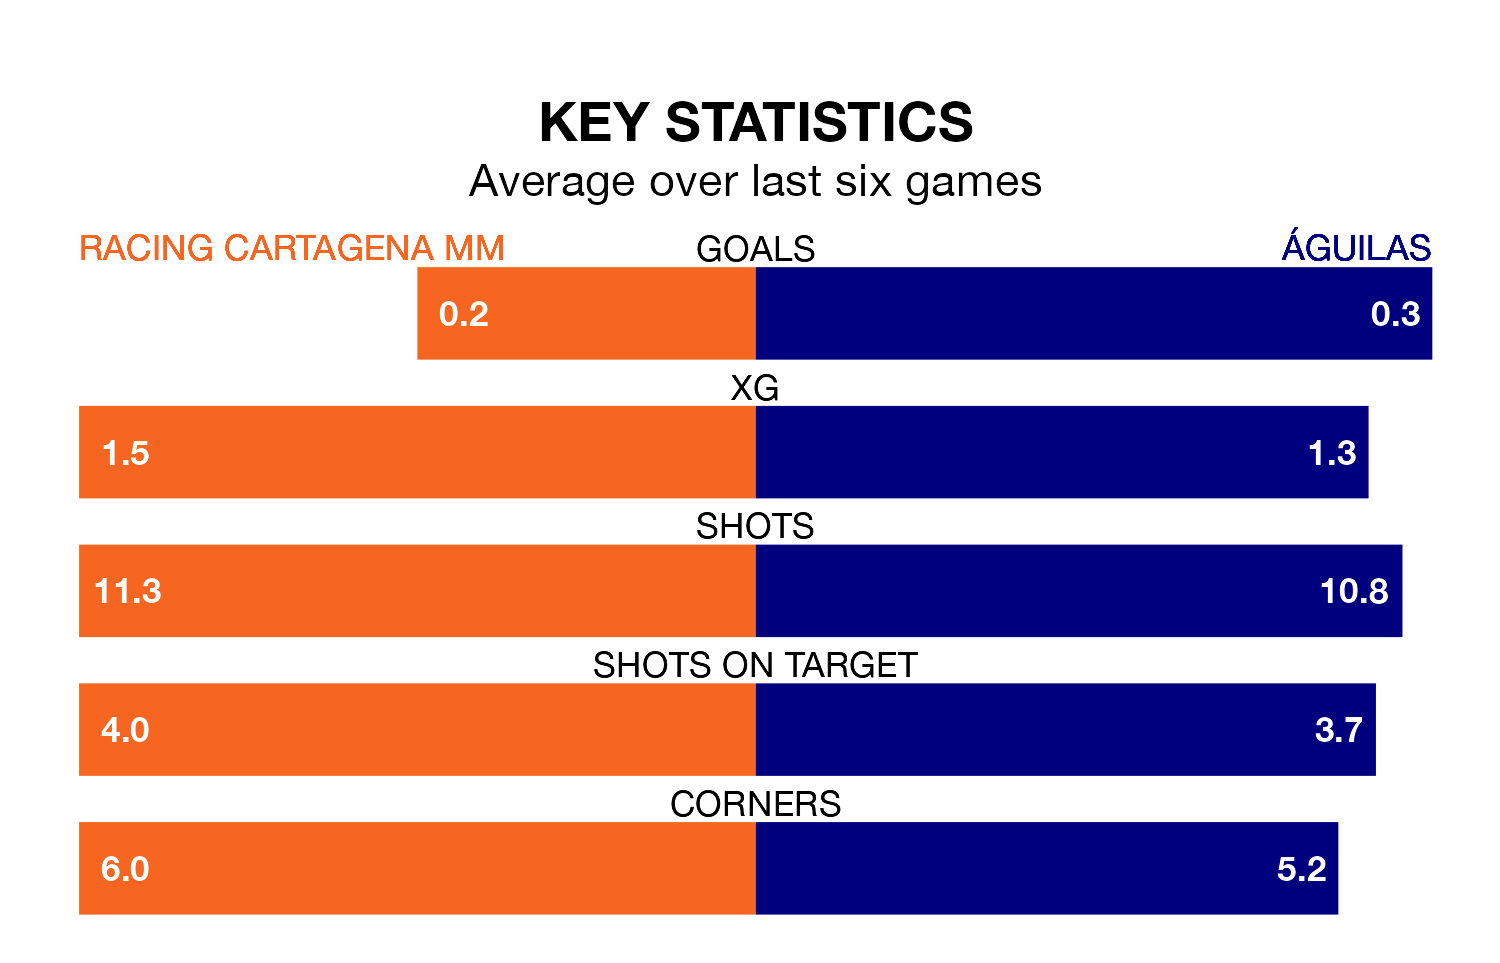 KEY STATISTICS
Average over last six games
RACING CARTAGENA MM GOALS ÁGUILAS
0.2 0.3
XG
1.5 1.3
SHOTS
11.3 10.8
SHOTS ON TARGET
4.0 3.7
CORNERS
6.0 5.2